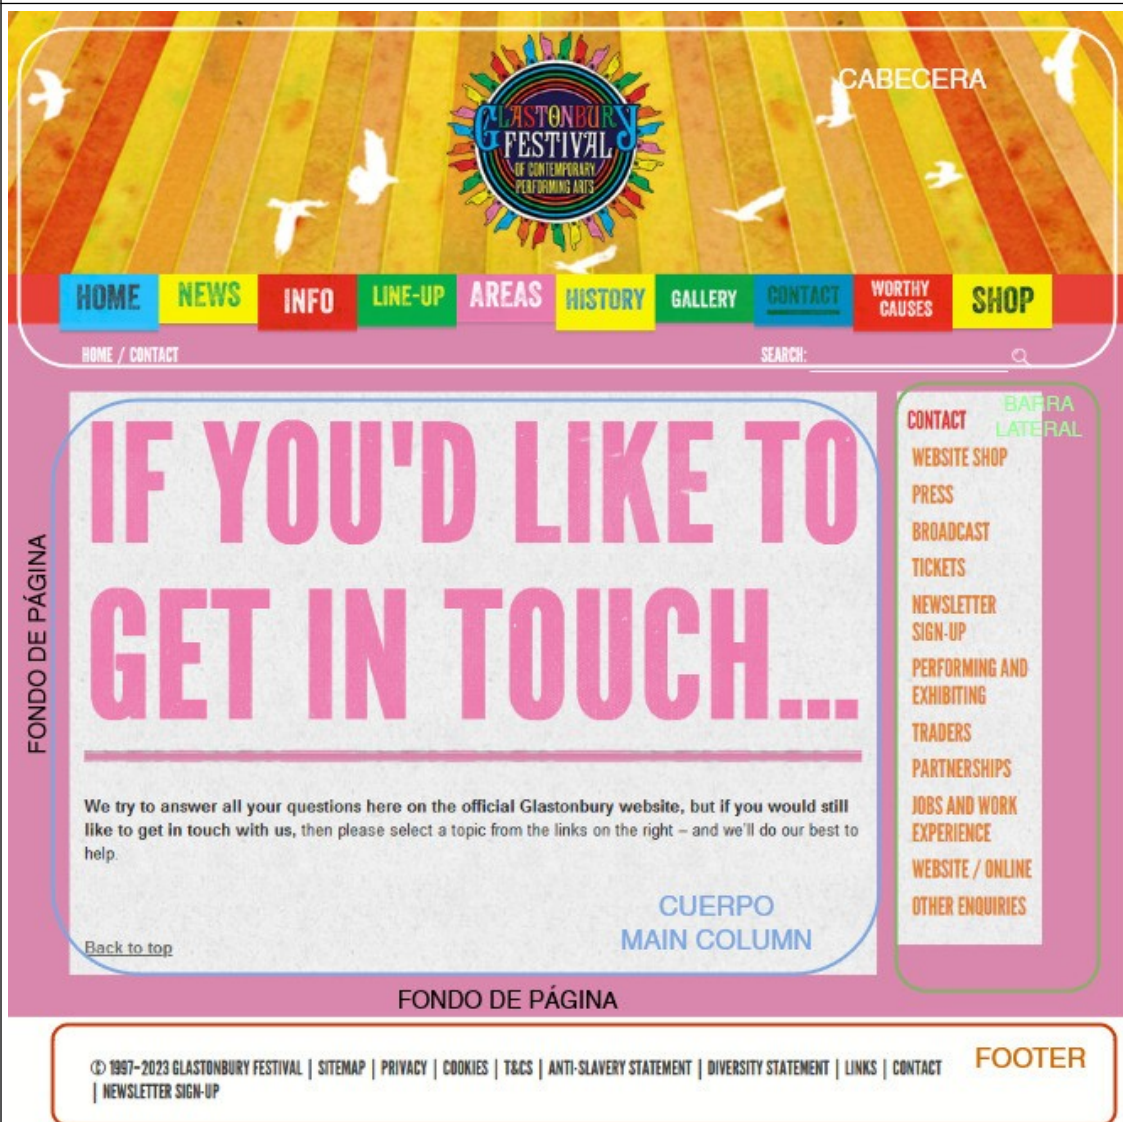 CABECERA
GLASTONBURY
FESTIVAL
OF CONTEMPORARY
PERFORMING ARTS
HOME
NEWS
INFO
LINE-UP
AREAS
HISTORY
GALLERY
CONTACT
WORTHY
CAUSES
SHOP
HOME / CONTACT
SEARCH:
FONDO DE PÁGINA
IF YOU'D LIKE TO
GET IN TOUCH...
We try to answer all your questions here on the official Glastonbury website, but if you would still
like to get in touch with us, then please select a topic from the links on the right – and we'll do our best to
help.
Back to top
CUERPO
MAIN COLUMN
BARRA
LATERAL
CONTACT
WEBSITE SHOP
PRESS
BROADCAST
TICKETS
NEWSLETTER
SIGN-UP
PERFORMING AND
EXHIBITING
TRADERS
PARTNERSHIPS
JOBS AND WORK
EXPERIENCE
WEBSITE / ONLINE
OTHER ENQUIRIES
FONDO DE PÁGINA
© 1997-2023 GLASTONBURY FESTIVAL | SITEMAP | PRIVACY | COOKIES | T&CS | ANTI-SLAVERY STATEMENT | DIVERSITY STATEMENT | LINKS | CONTACT
| NEWSLETTER SIGN-UP
FOOTER